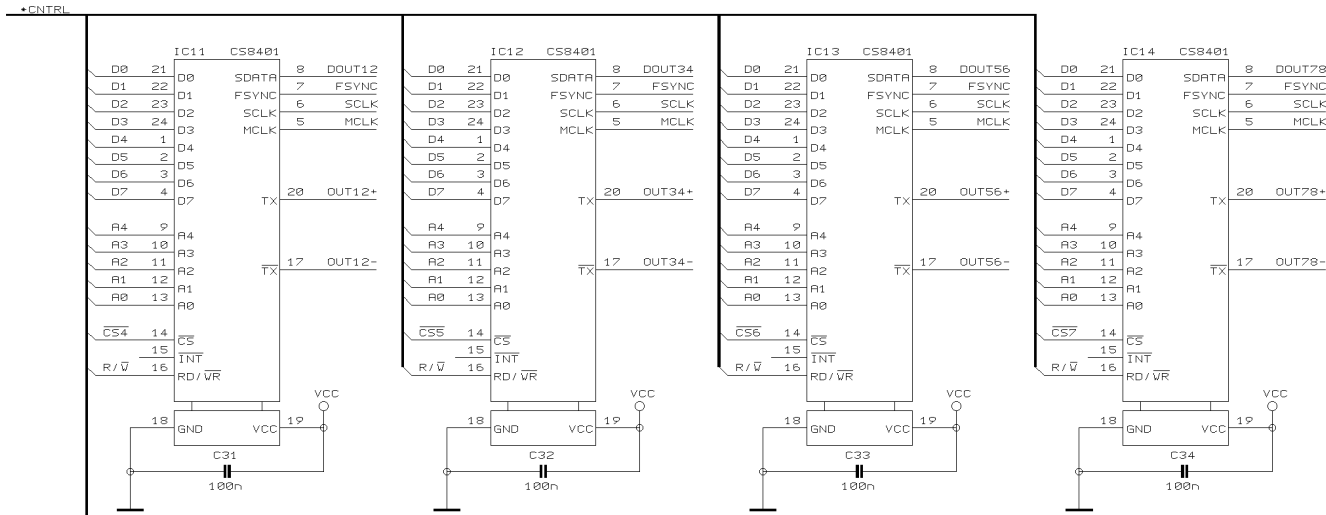 *CNTRL
IC11 CS8401
D0 21 D0 SDATA 8 DOUT12
D1 22 D1 FSYNC 7 FSYNC
D2 23 D2 SCLK 6 SCLK
D3 24 D3 MCLK 5 MCLK
D4 1 D4
D5 2 D5
D6 3 D6
D7 4 D7 TX 20 OUT12+
A4 9 A4
A3 10 A3
A2 11 A2 TX 17 OUT12-
A1 12 A1
A0 13 A0
CS4 14 CS
15 INT
R/W 16 RD/WR
VCC
18 GND VCC 19
C31
100n
IC12 CS8401
D0 21 D0 SDATA 8 DOUT34
D1 22 D1 FSYNC 7 FSYNC
D2 23 D2 SCLK 6 SCLK
D3 24 D3 MCLK 5 MCLK
D4 1 D4
D5 2 D5
D6 3 D6
D7 4 D7 TX 20 OUT34+
A4 9 A4
A3 10 A3
A2 11 A2 TX 17 OUT34-
A1 12 A1
A0 13 A0
CS5 14 CS
15 INT
R/W 16 RD/WR
VCC
18 GND VCC 19
C32
100n
IC13 CS8401
D0 21 D0 SDATA 8 DOUT56
D1 22 D1 FSYNC 7 FSYNC
D2 23 D2 SCLK 6 SCLK
D3 24 D3 MCLK 5 MCLK
D4 1 D4
D5 2 D5
D6 3 D6
D7 4 D7 TX 20 OUT56+
A4 9 A4
A3 10 A3
A2 11 A2 TX 17 OUT56-
A1 12 A1
A0 13 A0
CS6 14 CS
15 INT
R/W 16 RD/WR
VCC
18 GND VCC 19
C33
100n
IC14 CS8401
D0 21 D0 SDATA 8 DOUT78
D1 22 D1 FSYNC 7 FSYNC
D2 23 D2 SCLK 6 SCLK
D3 24 D3 MCLK 5 MCLK
D4 1 D4
D5 2 D5
D6 3 D6
D7 4 D7 TX 20 OUT78+
A4 9 A4
A3 10 A3
A2 11 A2 TX 17 OUT78-
A1 12 A1
A0 13 A0
CS7 14 CS
15 INT
R/W 16 RD/WR
VCC
18 GND VCC 19
C34
100n